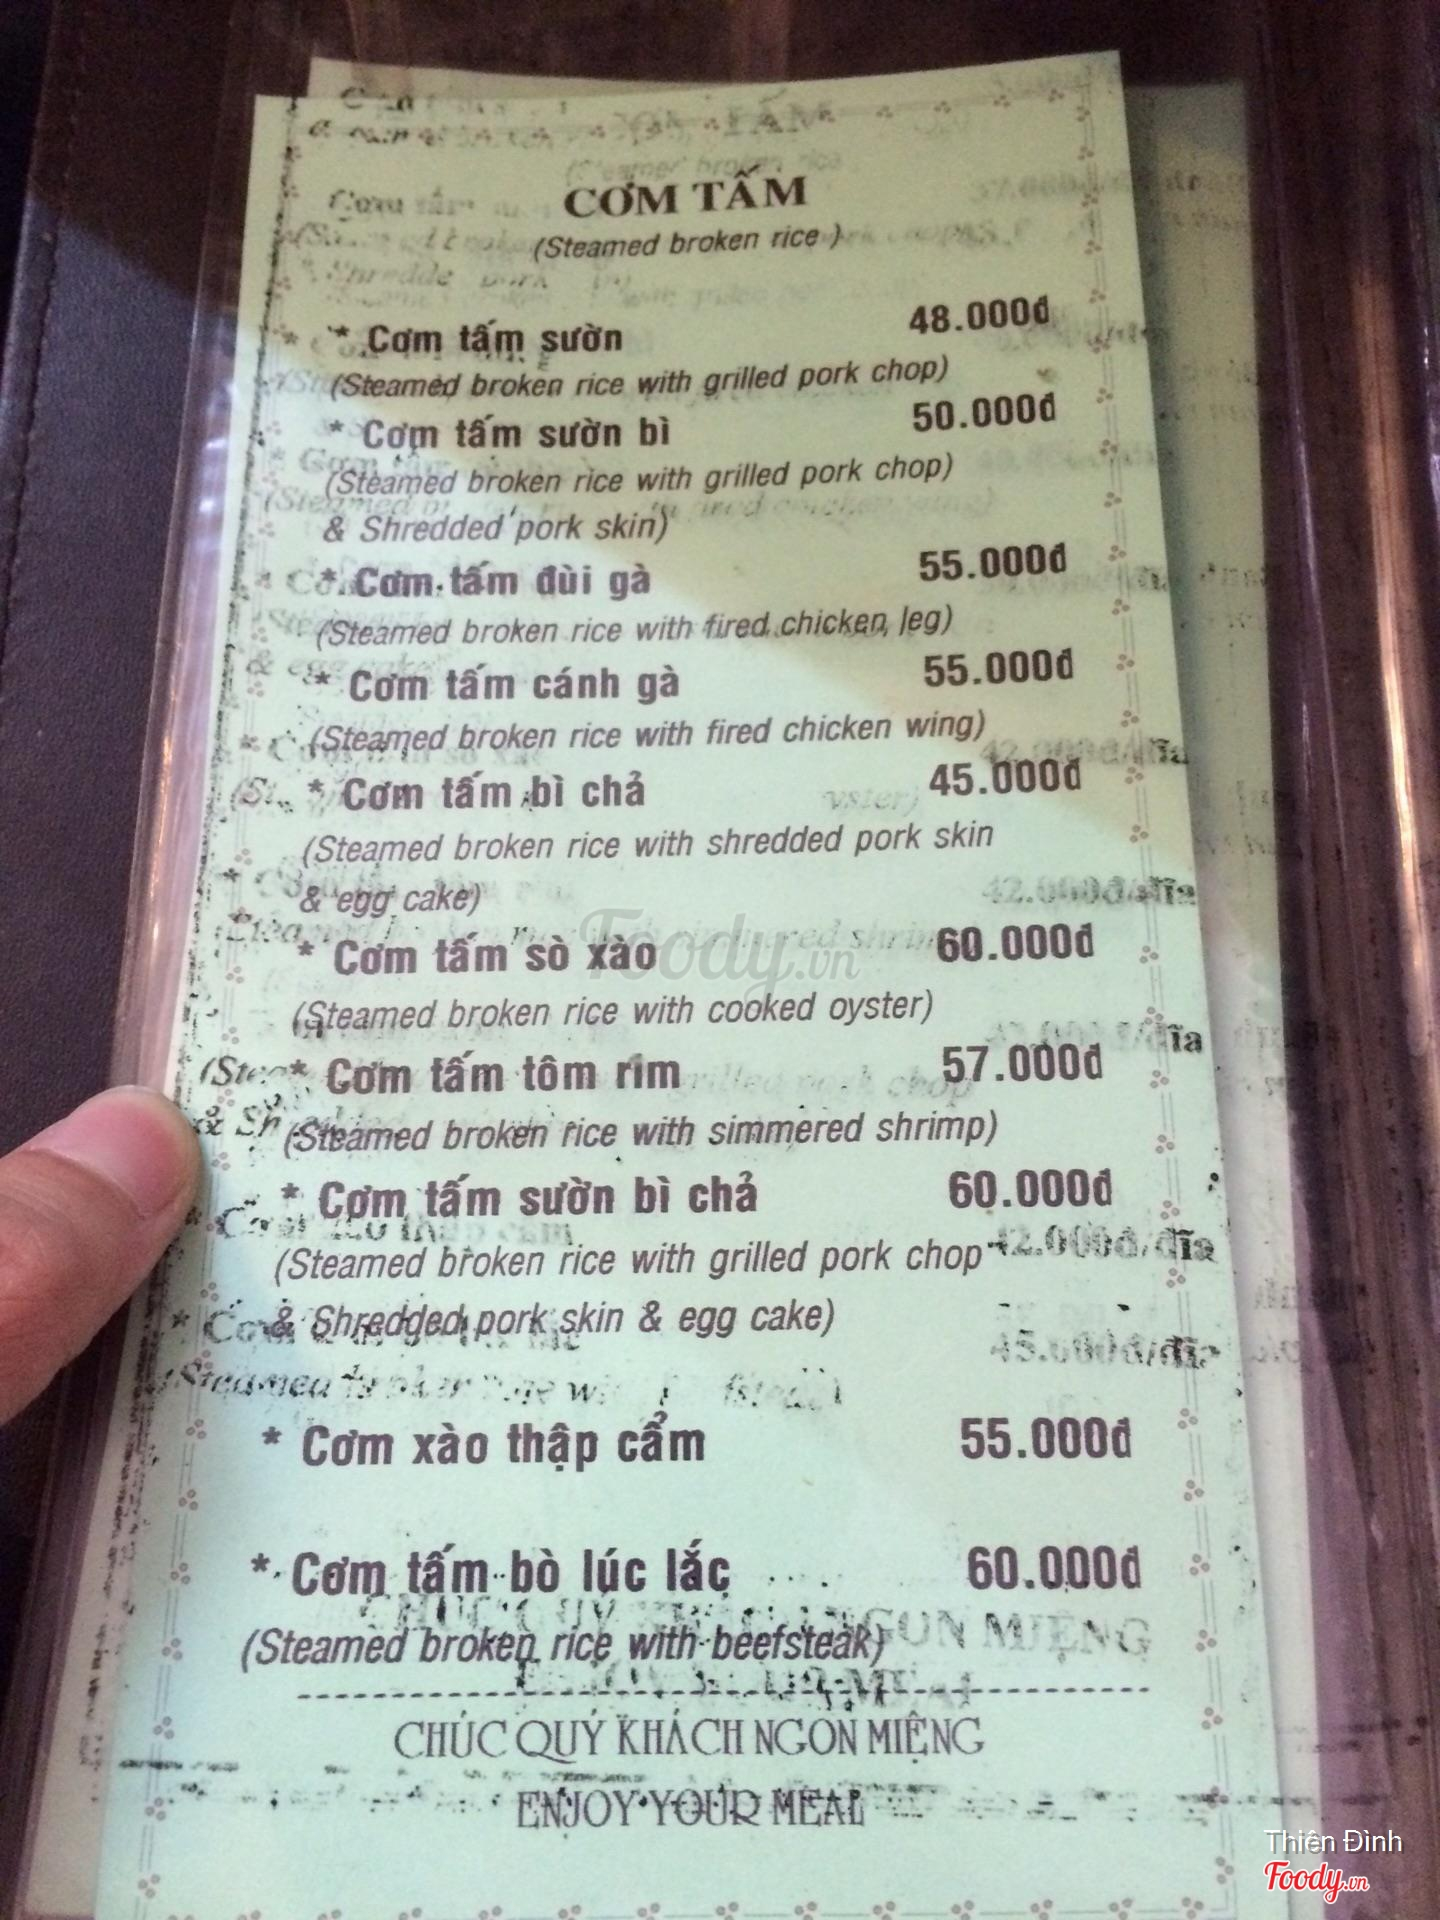 CƠM TẤM
(Steamed broken rice )
* Cơm tấm sườn 48.000đ
(Steamed broken rice with grilled pork chop)
* Cơm tấm sườn bì 50.000đ
(Steamed broken rice with grilled pork chop)
& Shredded pork skin)
* Cơm tấm đùi gà 55.000đ
(Steamed broken rice with fired chicken leg)
* Cơm tấm cánh gà 55.000đ
(Steamed broken rice with fired chicken wing)
* Cơm tấm bì chả 45.000đ
(Steamed broken rice with shredded pork skin
& egg cake)
* Cơm tấm sò xào 60.000đ
(Steamed broken rice with cooked oyster)
* Cơm tấm tôm rim 57.000đ
(Steamed broken rice with simmered shrimp)
* Cơm tấm sườn bì chả 60.000đ
(Steamed broken rice with grilled pork chop
& Shredded pork skin & egg cake)
* Cơm xào thập cẩm 55.000đ
* Cơm tấm bò lúc lắc 60.000đ
(Steamed broken rice with beefsteak)
CHÚC QUÝ KHÁCH NGON MIỆNG
ENJOY YOUR MEAL
Foody.vn
Thiên Đình
Foody.vn